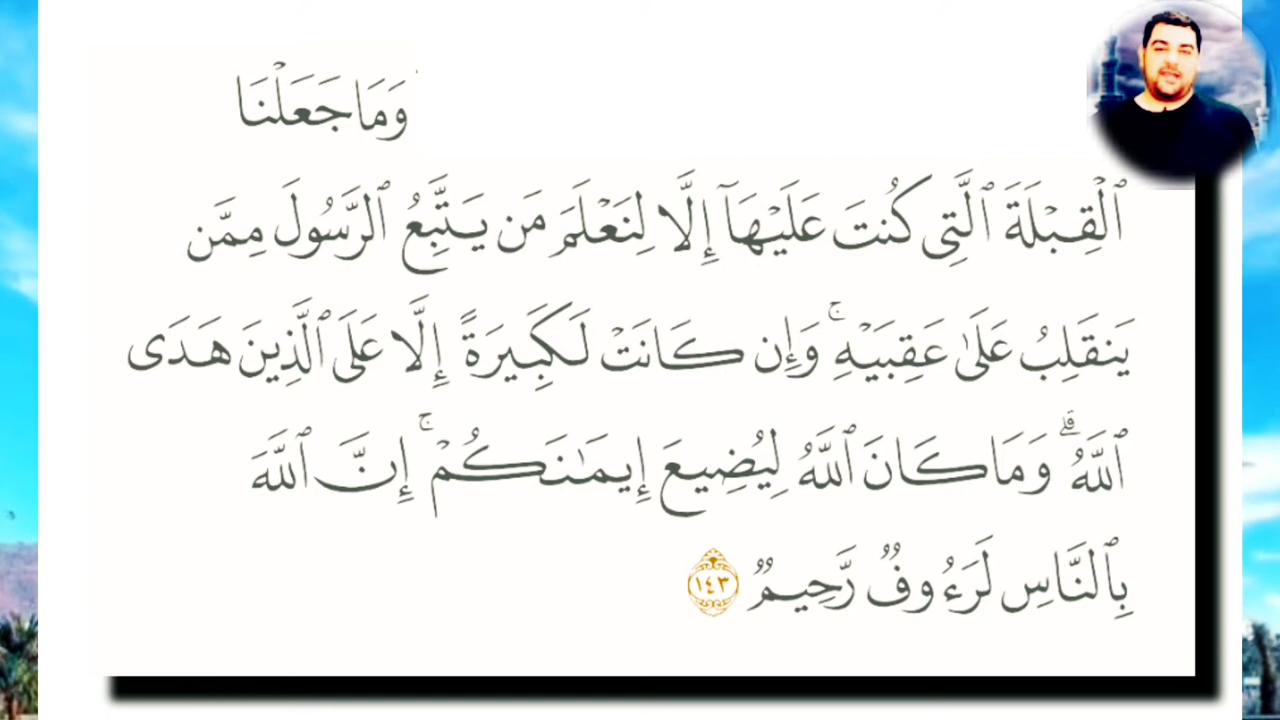 وَمَا جَعَلْنَا
ٱلْقِبْلَةَ ٱلَّتِى كُنتَ عَلَيْهَآ إِلَّا لِنَعْلَمَ مَن يَتَّبِعُ ٱلرَّسُولَ مِمَّن
يَنقَلِبُ عَلَىٰ عَقِبَيْهِ ۚ وَإِن كَانَتْ لَكَبِيرَةً إِلَّا عَلَى ٱلَّذِينَ هَدَى
ٱللَّهُ ۗ وَمَا كَانَ ٱللَّهُ لِيُضِيعَ إِيمَـٰنَكُمْ ۚ إِنَّ ٱللَّهَ
بِٱلنَّاسِ لَرَءُوفٌ رَّحِيمٌ ١٤٣